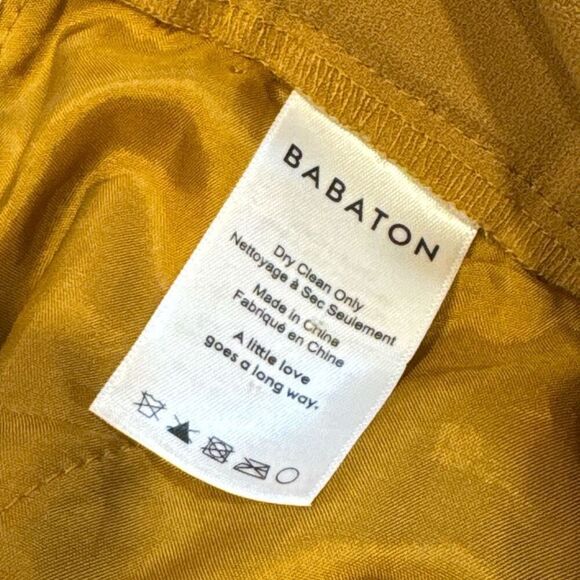 BABATON
Dry Clean Only
Nettoyage à Sec Seulement
Made in China
Fabriqué en Chine
A little love
goes a long way.